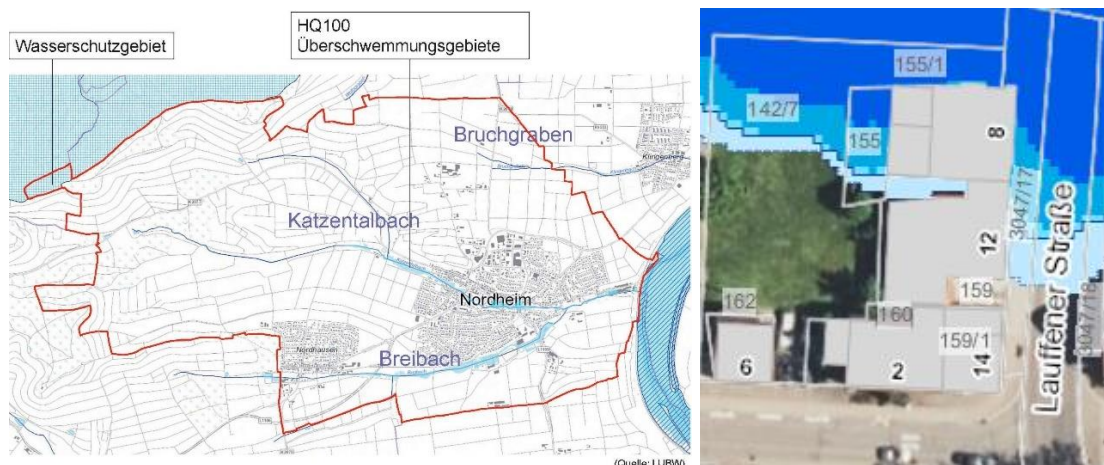 Wasserschutzgebiet
HQ100
Überschwemmungsgebiete
Bruchgraben
Klingenberg
Katzentalbach
Nordheim
Nordhausen
Breibach
(Quelle: LUBW)
155/1
142/7
155
8
3047/17
12
Lauffener Straße
159
162
160
159/1
3047/18
6
2
14